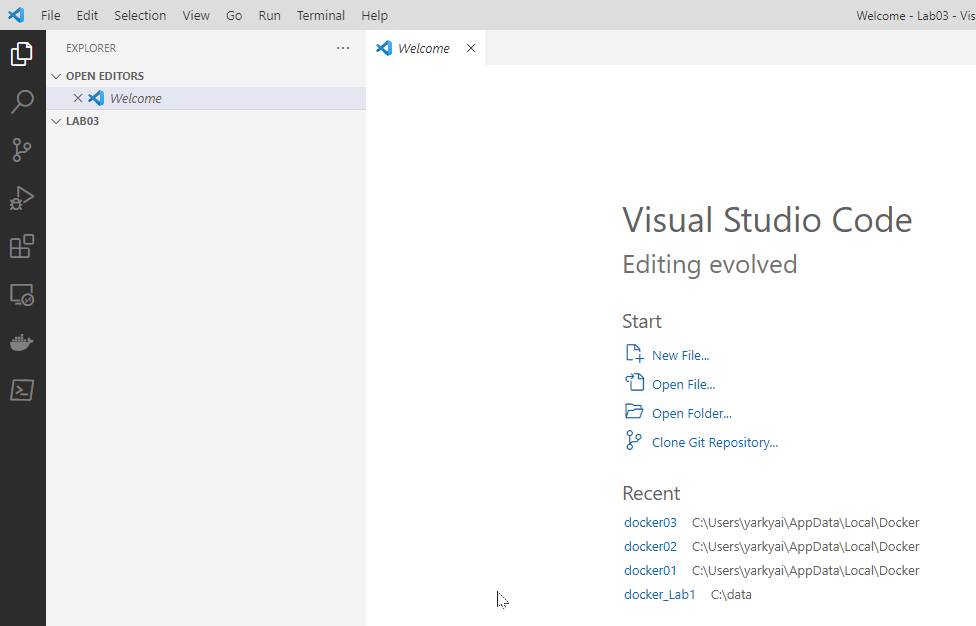 File Edit Selection View Go Run Terminal Help Welcome - Lab03 - Vis
EXPLORER ···
OPEN EDITORS
Welcome
LAB03
Welcome
Visual Studio Code
Editing evolved
Start
New File...
Open File...
Open Folder...
Clone Git Repository...
Recent
docker03 C:\Users\yarkyai\AppData\Local\Docker
docker02 C:\Users\yarkyai\AppData\Local\Docker
docker01 C:\Users\yarkyai\AppData\Local\Docker
docker_Lab1 C:\data